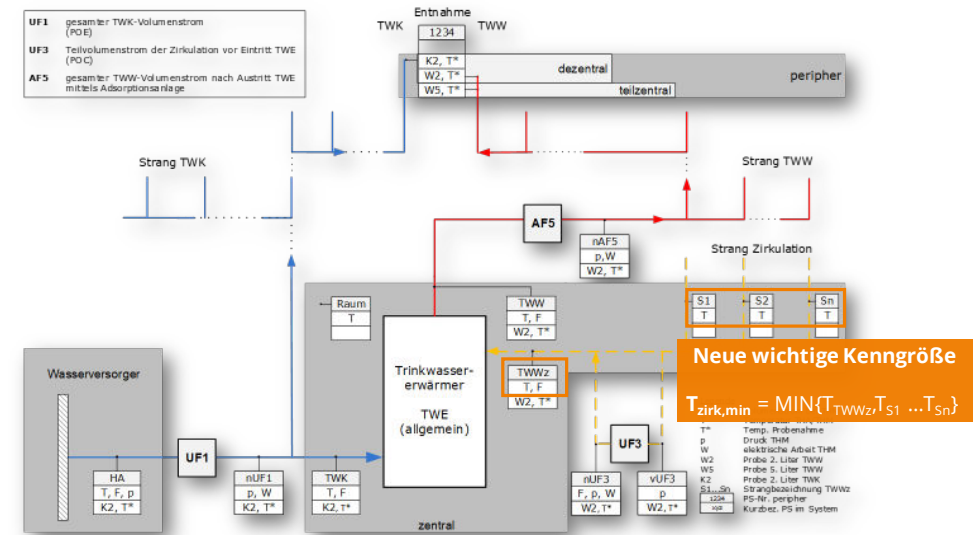 UF1 gesamter TWK-Volumenstrom
(POE)
UF3 Teilvolumenstrom der Zirkulation vor Eintritt TWE
(POC)
AF5 gesamter TWW-Volumenstrom nach Austritt TWE
mittels Adsorptionsanlage
Entnahme
TWK TWW
1234
K2, T*
W2, T*
W5, T*
dezentral
teilzentral
peripher
Strang TWK
Strang TWW
AF5
nAF5
p,W
W2, T*
Strang Zirkulation
Raum
T
TWW
T, F
W2, T*
S1
T
S2
T
Sn
T
Neue wichtige Kenngröße
Tzirk,min = MIN{TTWWz,TS1 ...TSn}
Wasserversorger
Trinkwasser-
erwärmer
TWE
(allgemein)
TWWz
T, F
W2, T*
UF1
UF3
HA
T, F, p
K2, T*
nUF1
p, W
K2, T*
TWK
T, F
K2,T*
nUF3
F, p, W
W2,T*
vUF3
p
W2,T*
zentral
T* Temp. Probenahme
p Druck THM
W elektrische Arbeit THM
W2 Probe 2. Liter TWW
W5 Probe 5. Liter TWW
K2 Probe 2. Liter TWK
S1...Sn Strangbezeichnung TWWz
1234 PS-Nr. peripher
xyz Kurzbez. PS im System